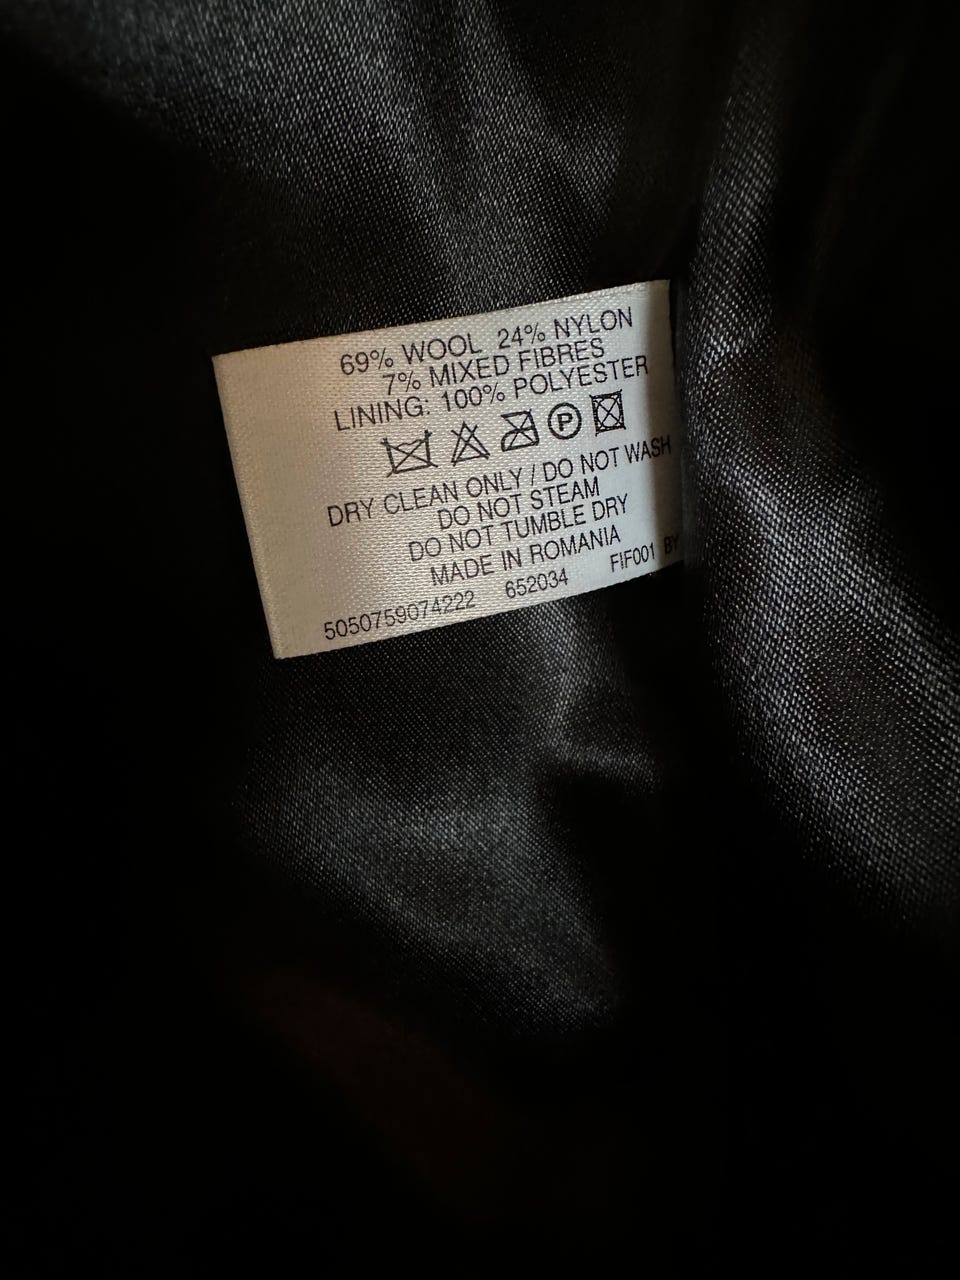 69% WOOL 24% NYLON
7% MIXED FIBRES
LINING: 100% POLYESTER
P
DRY CLEAN ONLY / DO NOT WASH
DO NOT STEAM
DO NOT TUMBLE DRY
MADE IN ROMANIA
5050759074222 652034 FIF001 BY